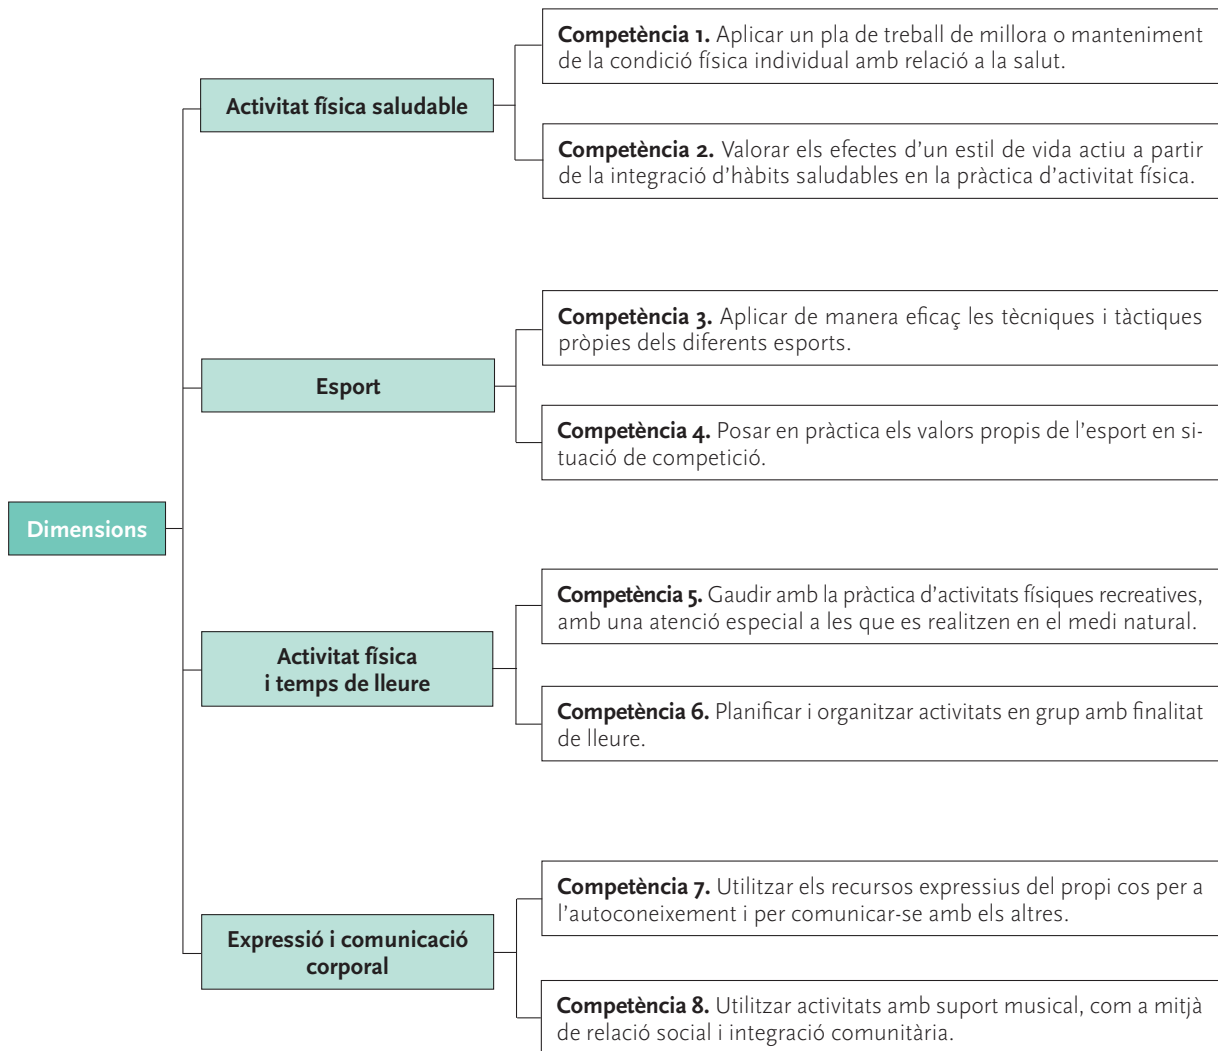 Competència 1. Aplicar un pla de treball de millora o manteniment
de la condició física individual amb relació a la salut.
Activitat física saludable
Competència 2. Valorar els efectes d’un estil de vida actiu a partir
de la integració d’hàbits saludables en la pràctica d’activitat física.
Competència 3. Aplicar de manera eficaç les tècniques i tàctiques
pròpies dels diferents esports.
Esport
Competència 4. Posar en pràctica els valors propis de l’esport en si-
tuació de competició.
Dimensions
Competència 5. Gaudir amb la pràctica d’activitats físiques recreatives,
amb una atenció especial a les que es realitzen en el medi natural.
Activitat física
i temps de lleure
Competència 6. Planificar i organitzar activitats en grup amb finalitat
de lleure.
Competència 7. Utilitzar els recursos expressius del propi cos per a
l’autoconeixement i per comunicar-se amb els altres.
Expressió i comunicació
corporal
Competència 8. Utilitzar activitats amb suport musical, com a mitjà
de relació social i integració comunitària.